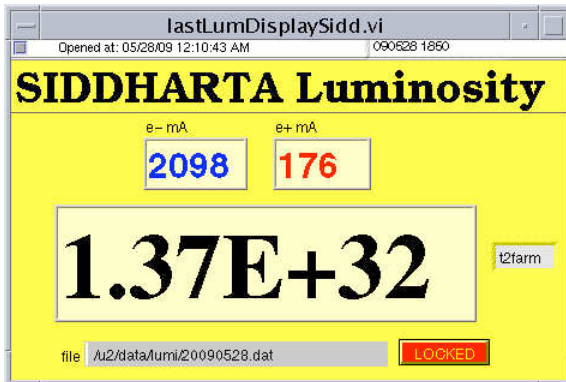 lastLumDisplaySidd.vi
Opened at: 05/28/09 12:10:43 AM 090528 1850
SIDDHARTA Luminosity
e- mA e+ mA
2098 176
1.37E+32
t2farm
file /u2/data/lumi/20090528.dat LOCKED